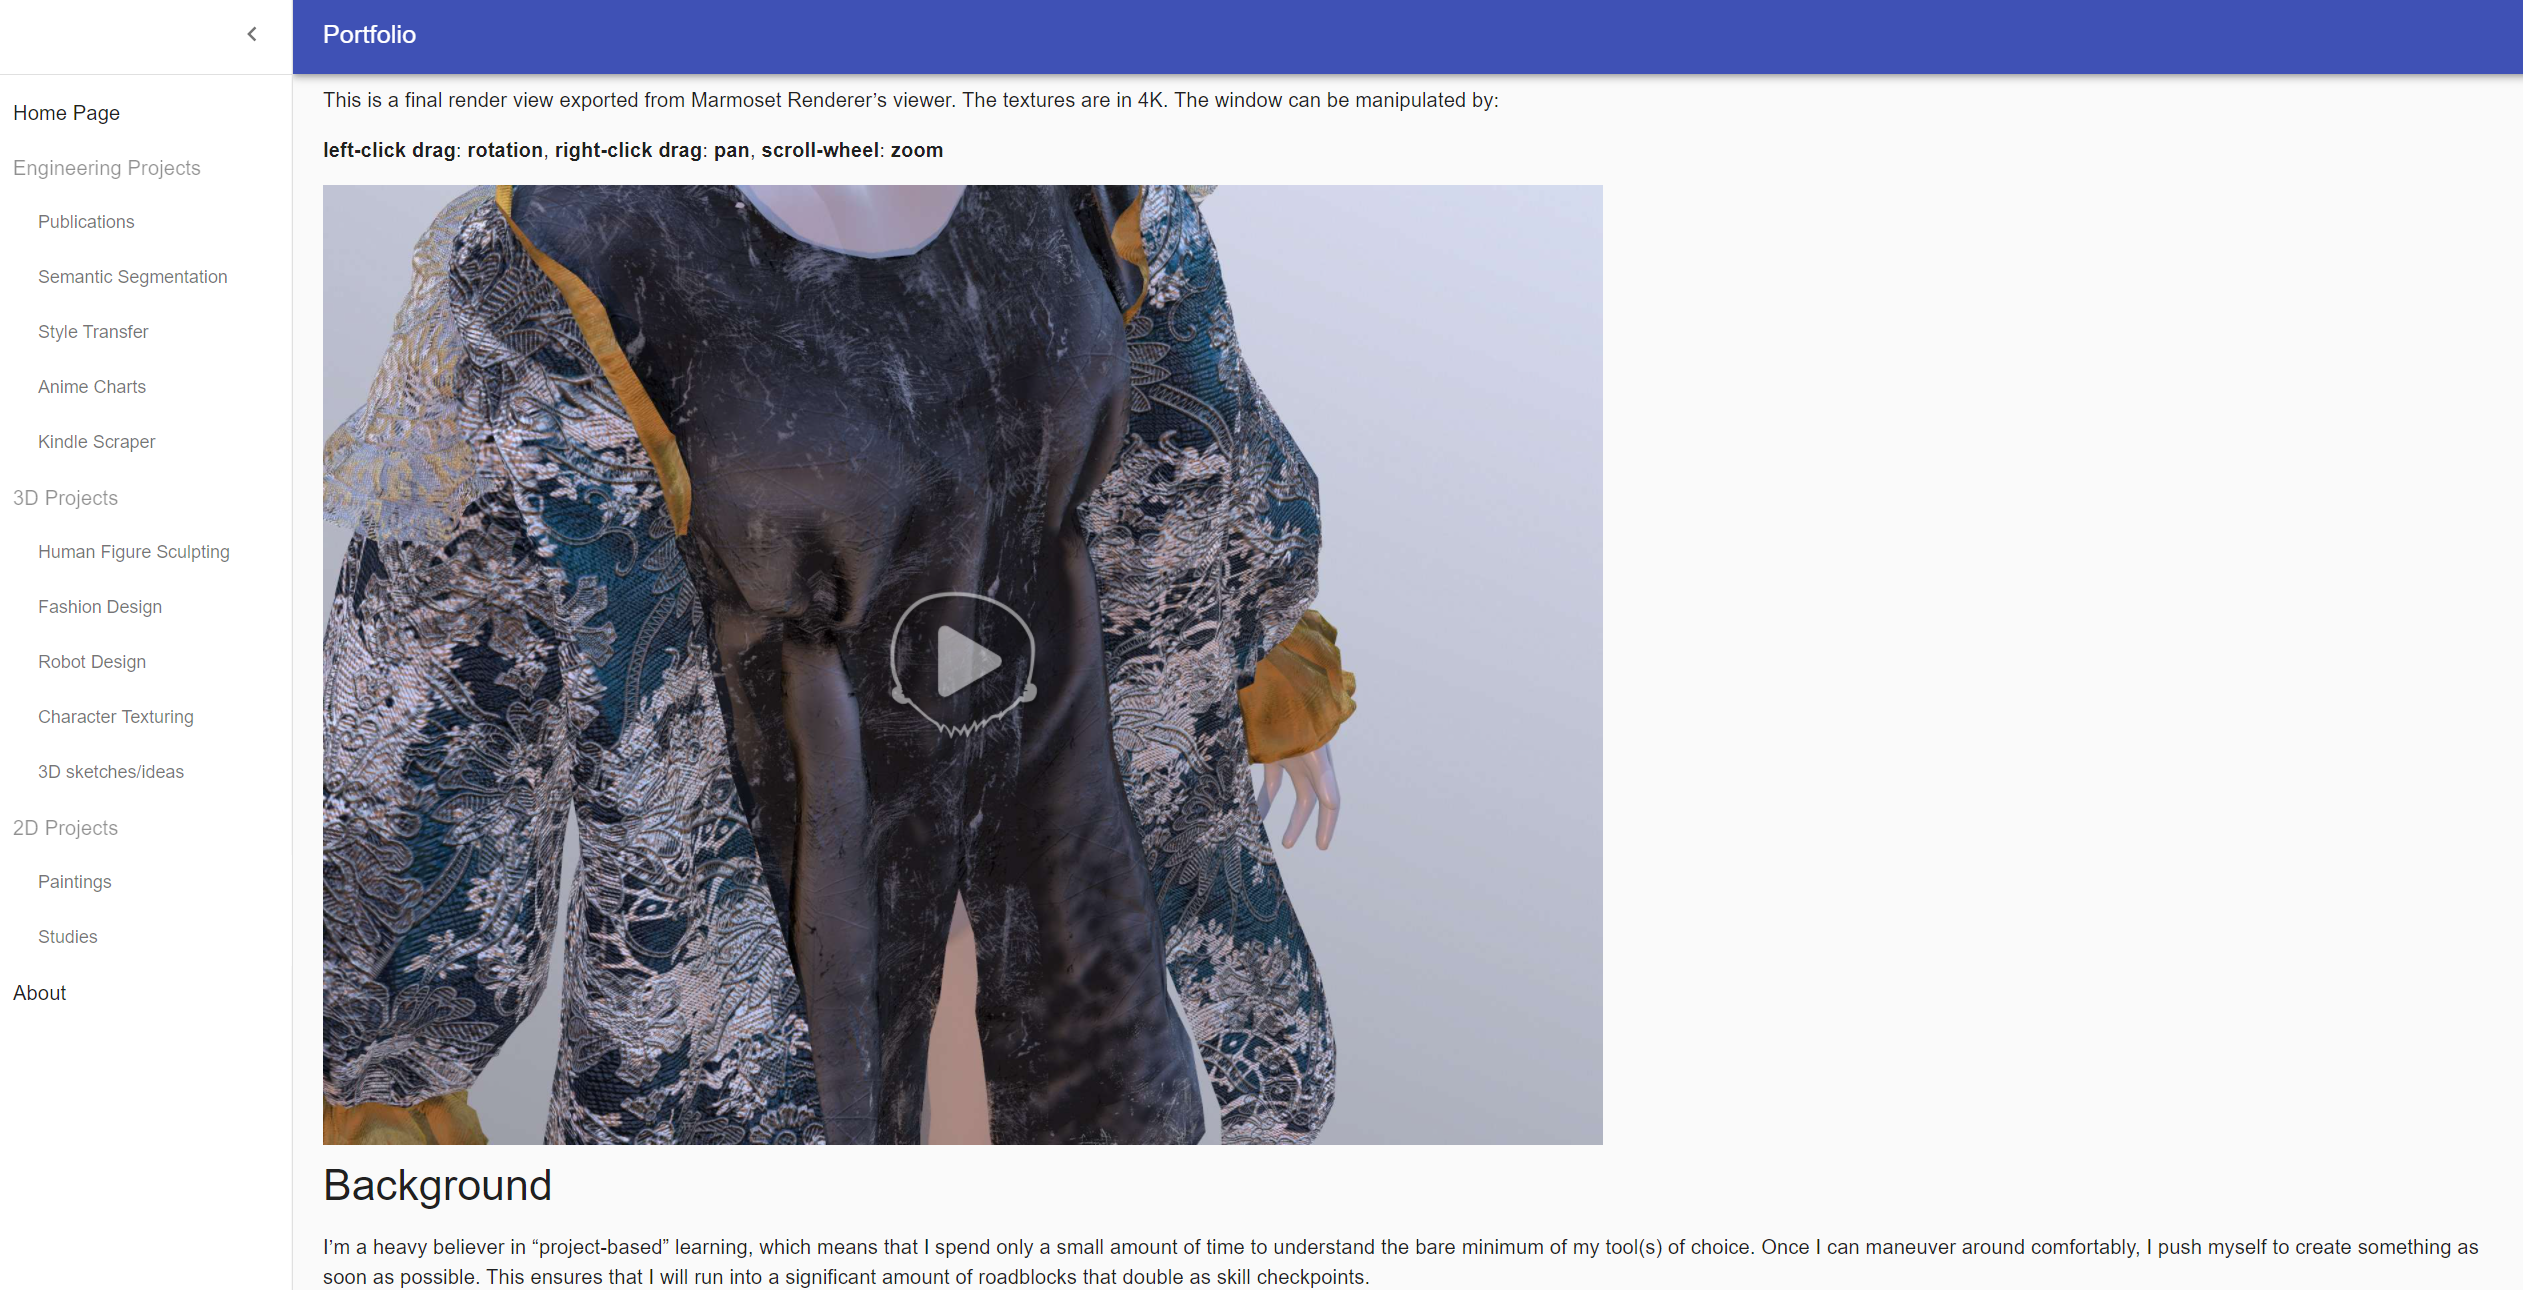 Portfolio
Home Page
Engineering Projects
Publications
Semantic Segmentation
Style Transfer
Anime Charts
Kindle Scraper
3D Projects
Human Figure Sculpting
Fashion Design
Robot Design
Character Texturing
3D sketches/ideas
2D Projects
Paintings
Studies
About
This is a final render view exported from Marmoset Renderer’s viewer. The textures are in 4K. The window can be manipulated by:
left-click drag: rotation, right-click drag: pan, scroll-wheel: zoom
Background
I’m a heavy believer in “project-based” learning, which means that I spend only a small amount of time to understand the bare minimum of my tool(s) of choice. Once I can maneuver around comfortably, I push myself to create something as
soon as possible. This ensures that I will run into a significant amount of roadblocks that double as skill checkpoints.